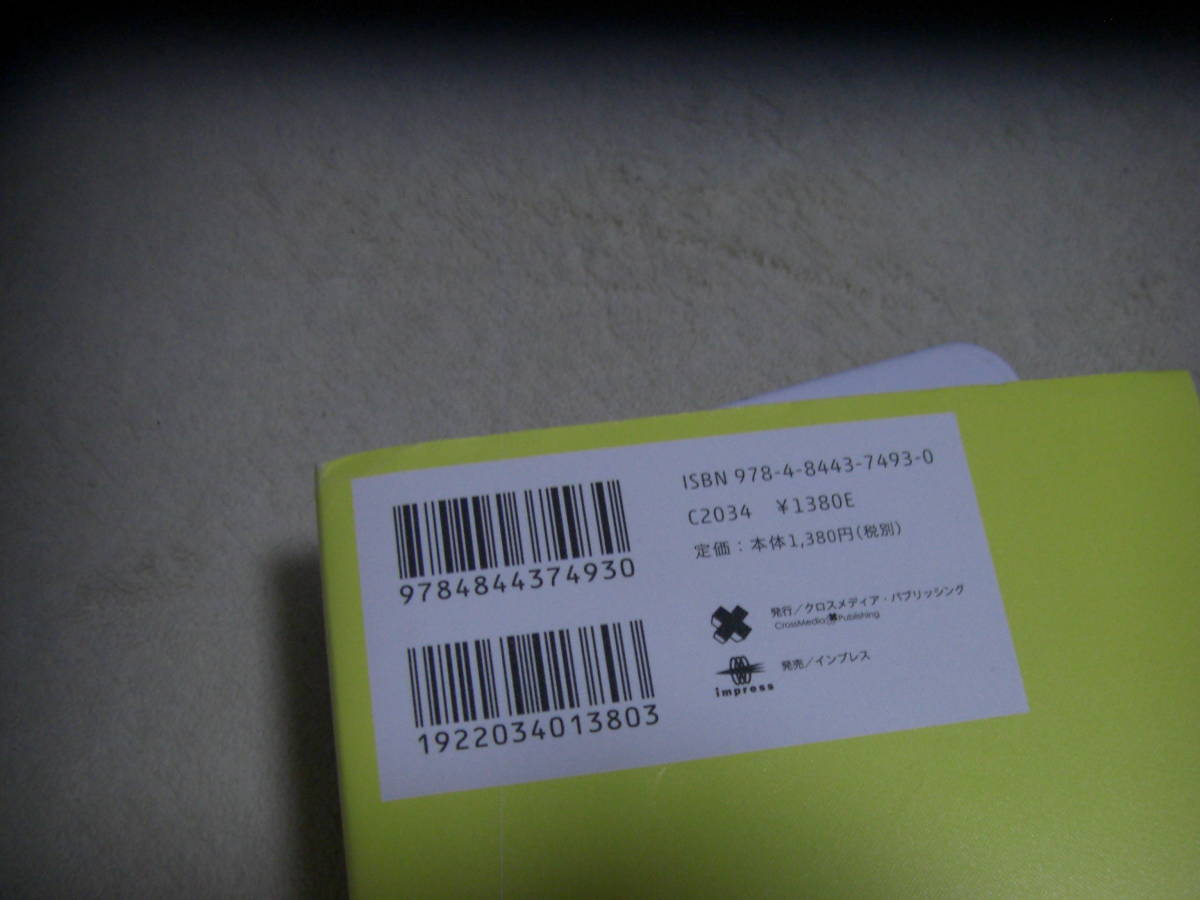 9784844374930
1922034013803
ISBN 978-4-8443-7493-0
C2034 ¥1380E
定価：本体1,380円（税別）
発行／クロスメディア・パブリッシング
CrossMedia Publishing
発売／インプレス
impress